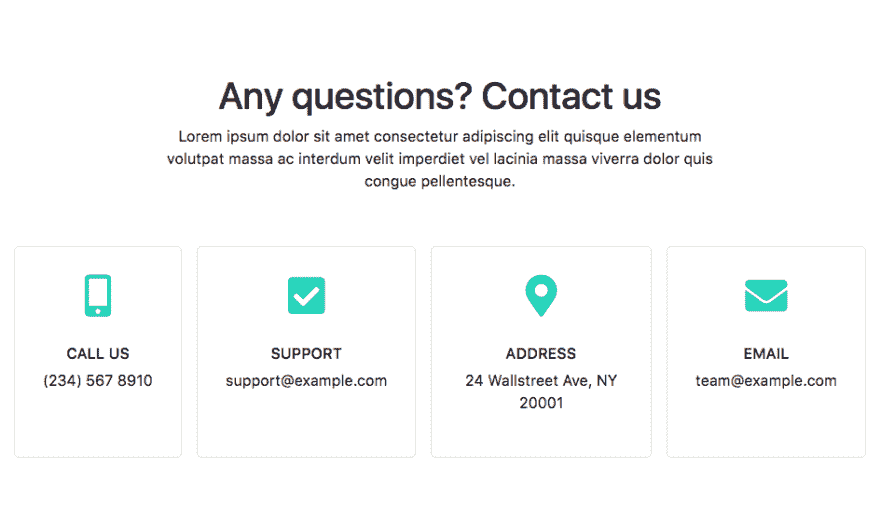 Any questions? Contact us
Lorem ipsum dolor sit amet consectetur adipiscing elit quisque elementum
volutpat massa ac interdum velit imperdiet vel lacinia massa viverra dolor quis
congue pellentesque.
CALL US
(234) 567 8910
SUPPORT
support@example.com
ADDRESS
24 Wallstreet Ave, NY
20001
EMAIL
team@example.com